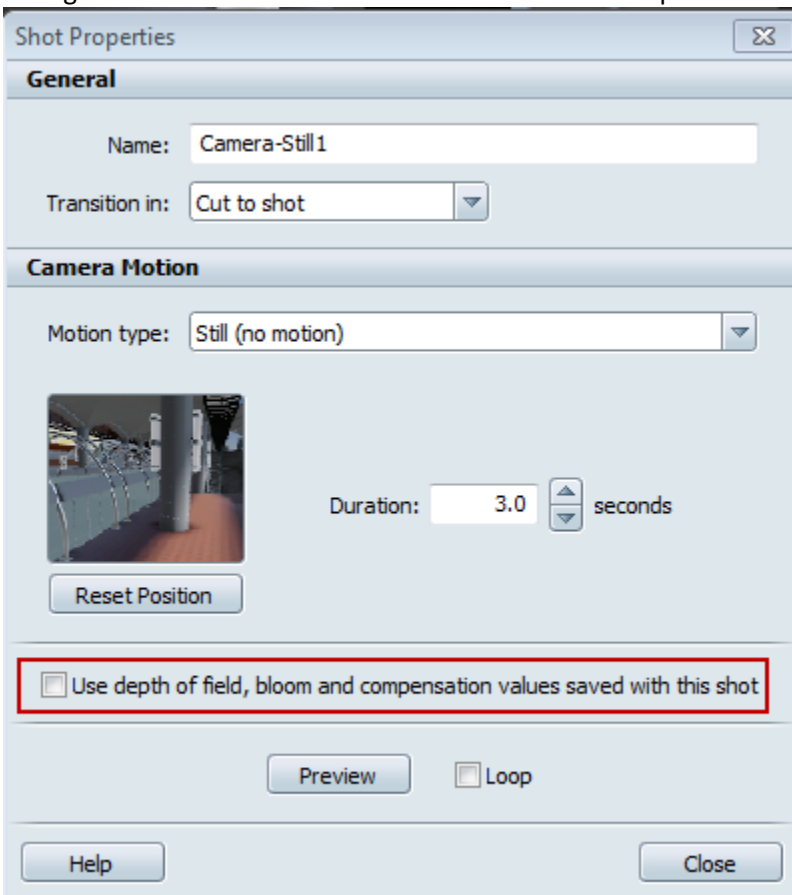 Shot Properties
General
Name: Camera-Still1
Transition in: Cut to shot
Camera Motion
Motion type: Still (no motion)
Duration: 3.0 seconds
Reset Position
Use depth of field, bloom and compensation values saved with this shot
Preview Loop
Help Close